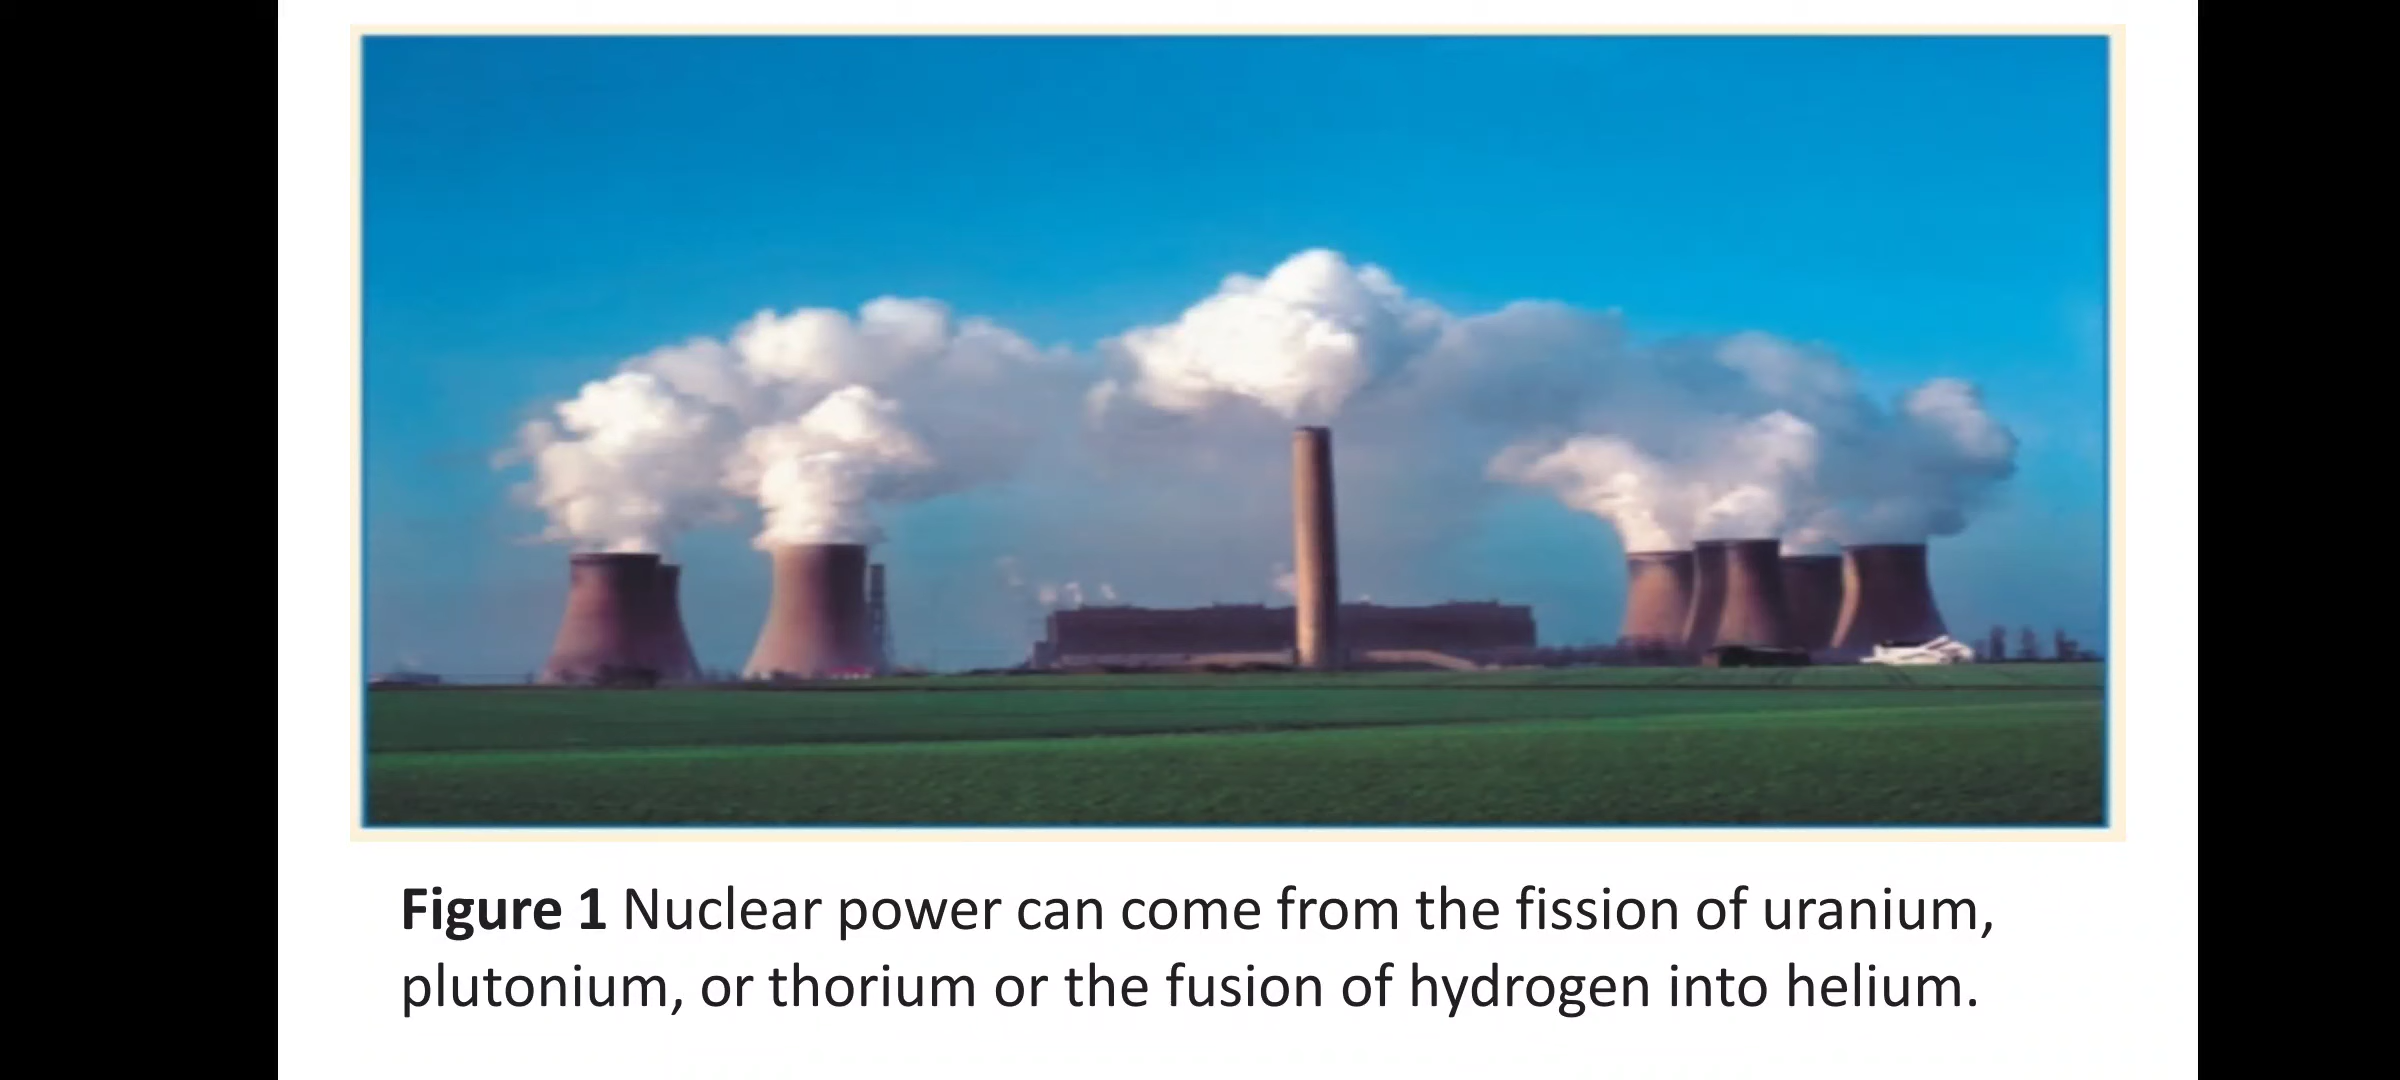 Figure 1 Nuclear power can come from the fission of uranium,
plutonium, or thorium or the fusion of hydrogen into helium.